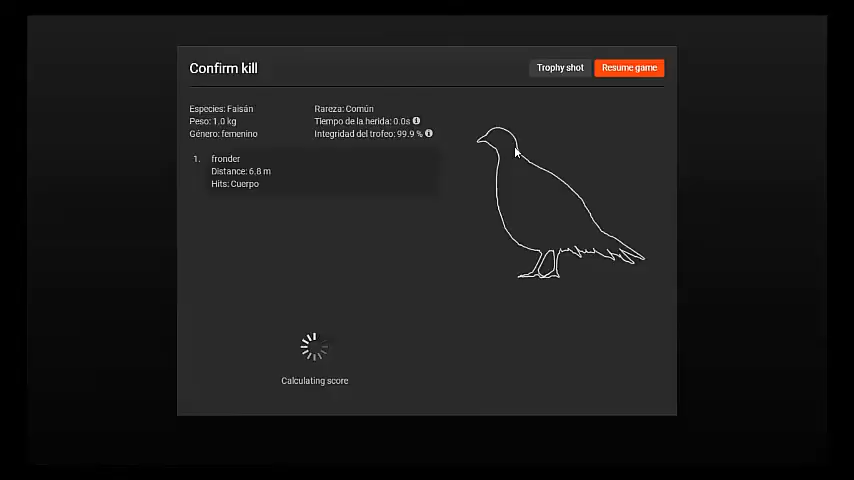 Confirm kill
Trophy shot
Resume game
Especies: Faisán
Rareza: Común
Peso: 1,0 kg
Tiempo de la herida: 0.0s
Género: femenino
Integridad del trofeo: 99.9 %
1. fronder
Distance: 6,8 m
Hits: Cuerpo
Calculating score